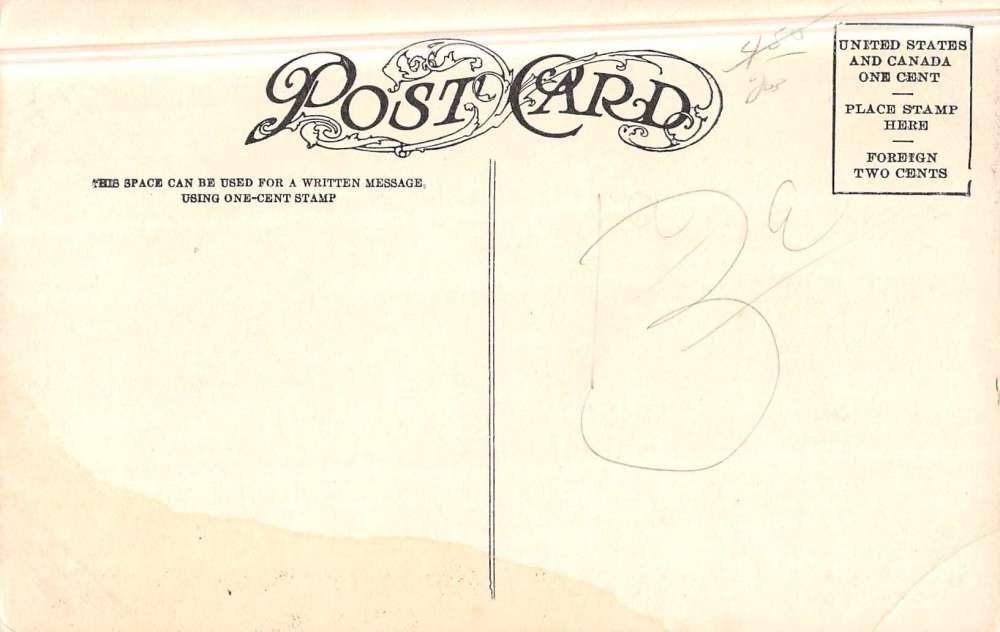 POST CARD
UNITED STATES
AND CANADA
ONE CENT
—
PLACE STAMP
HERE
—
FOREIGN
TWO CENTS
THIS SPACE CAN BE USED FOR A WRITTEN MESSAGE,
USING ONE-CENT STAMP
B